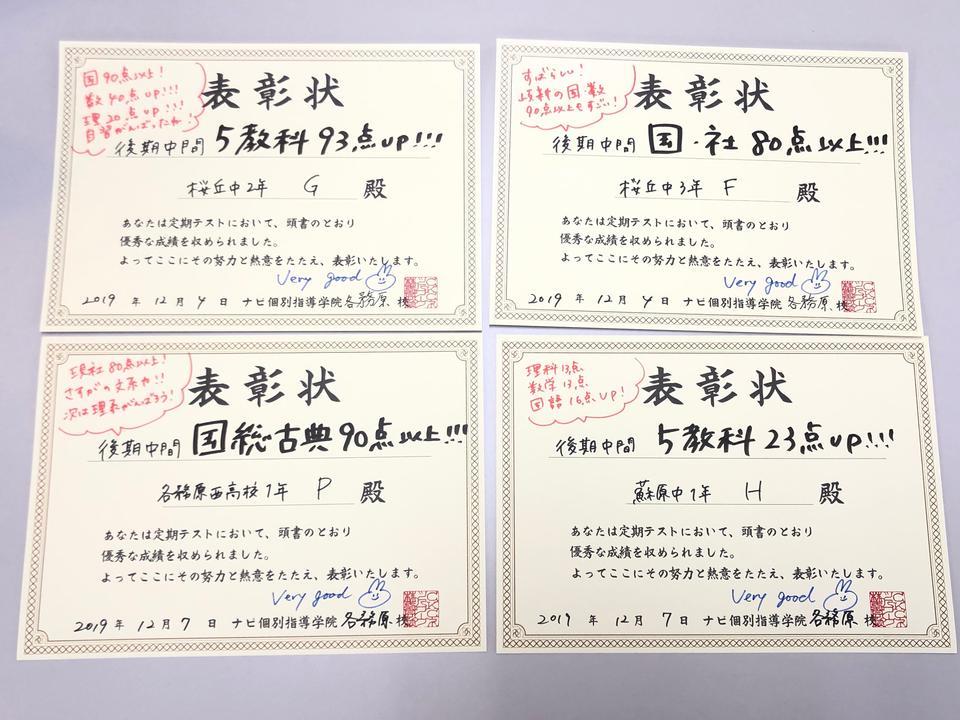 国90点以上！
数40点up!!!
理20点up!!!
自習がんばったね！
表彰状
後期中間 5教科 93点up!!!
桜丘中2年 G 殿
あなたは定期テストにおいて、頭書のとおり
優秀な成績を収められました。
よってここにその努力と熱意をたたえ、表彰いたします。
Very good
2019 年 12 月 4 日 ナビ個別指導学院 各務原 校
すばらしい！
の国、数
90点以上もすごい！
表彰状
後期中間 国・社 80点以上!!!
桜丘中3年 F 殿
あなたは定期テストにおいて、頭書のとおり
優秀な成績を収められました。
よってここにその努力と熱意をたたえ、表彰いたします。
Very good
2019 年 12 月 4 日 ナビ個別指導学院 各務原 校
現社80点以上！
さすがの文系力!!
次は理系がんばろう！
表彰状
後期中間 国総古典90点以上!!!
各務原西高校1年 P 殿
あなたは定期テストにおいて、頭書のとおり
優秀な成績を収められました。
よってここにその努力と熱意をたたえ、表彰いたします。
Very good
2019 年 12 月 7 日 ナビ個別指導学院 各務原 校
理科13点
数学13点
国語16点up！
表彰状
後期中間 5教科 23点up!!!
蘇原中1年 H 殿
あなたは定期テストにおいて、頭書のとおり
優秀な成績を収められました。
よってここにその努力と熱意をたたえ、表彰いたします。
Very good
2019 年 12 月 7 日 ナビ個別指導学院 各務原 校